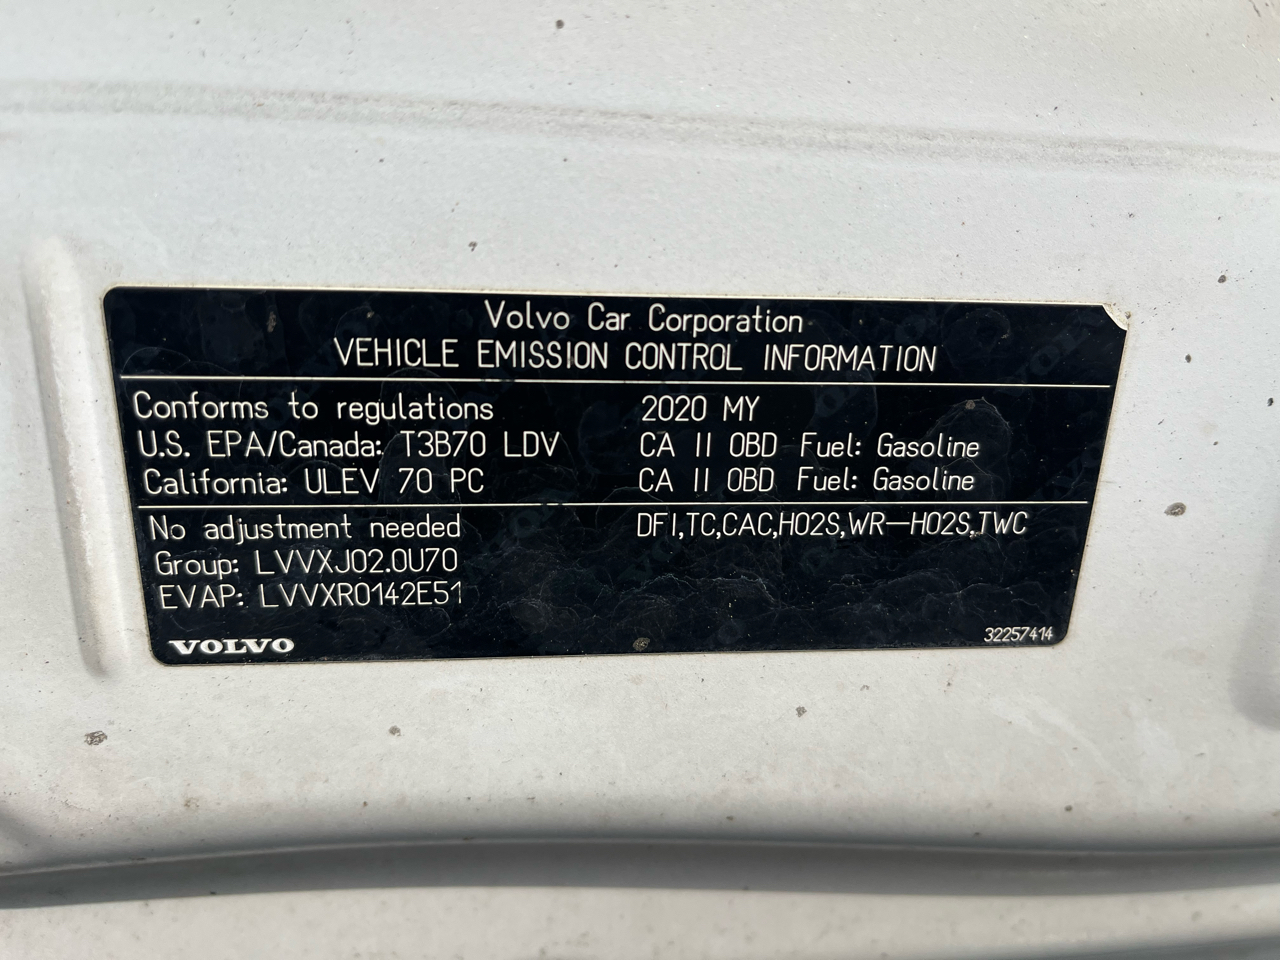 Volvo Car Corporation
VEHICLE EMISSION CONTROL INFORMATION
Conforms to regulations 2020 MY
U.S. EPA/Canada: T3B70 LDV CA II OBD Fuel: Gasoline
California: ULEV 70 PC CA II OBD Fuel: Gasoline
No adjustment needed DFI,TC,CAC,HO2S,WR-HO2S,TWC
Group: LVVXJ02.0U70
EVAP: LVVXR0142E51
VOLVO 32257414